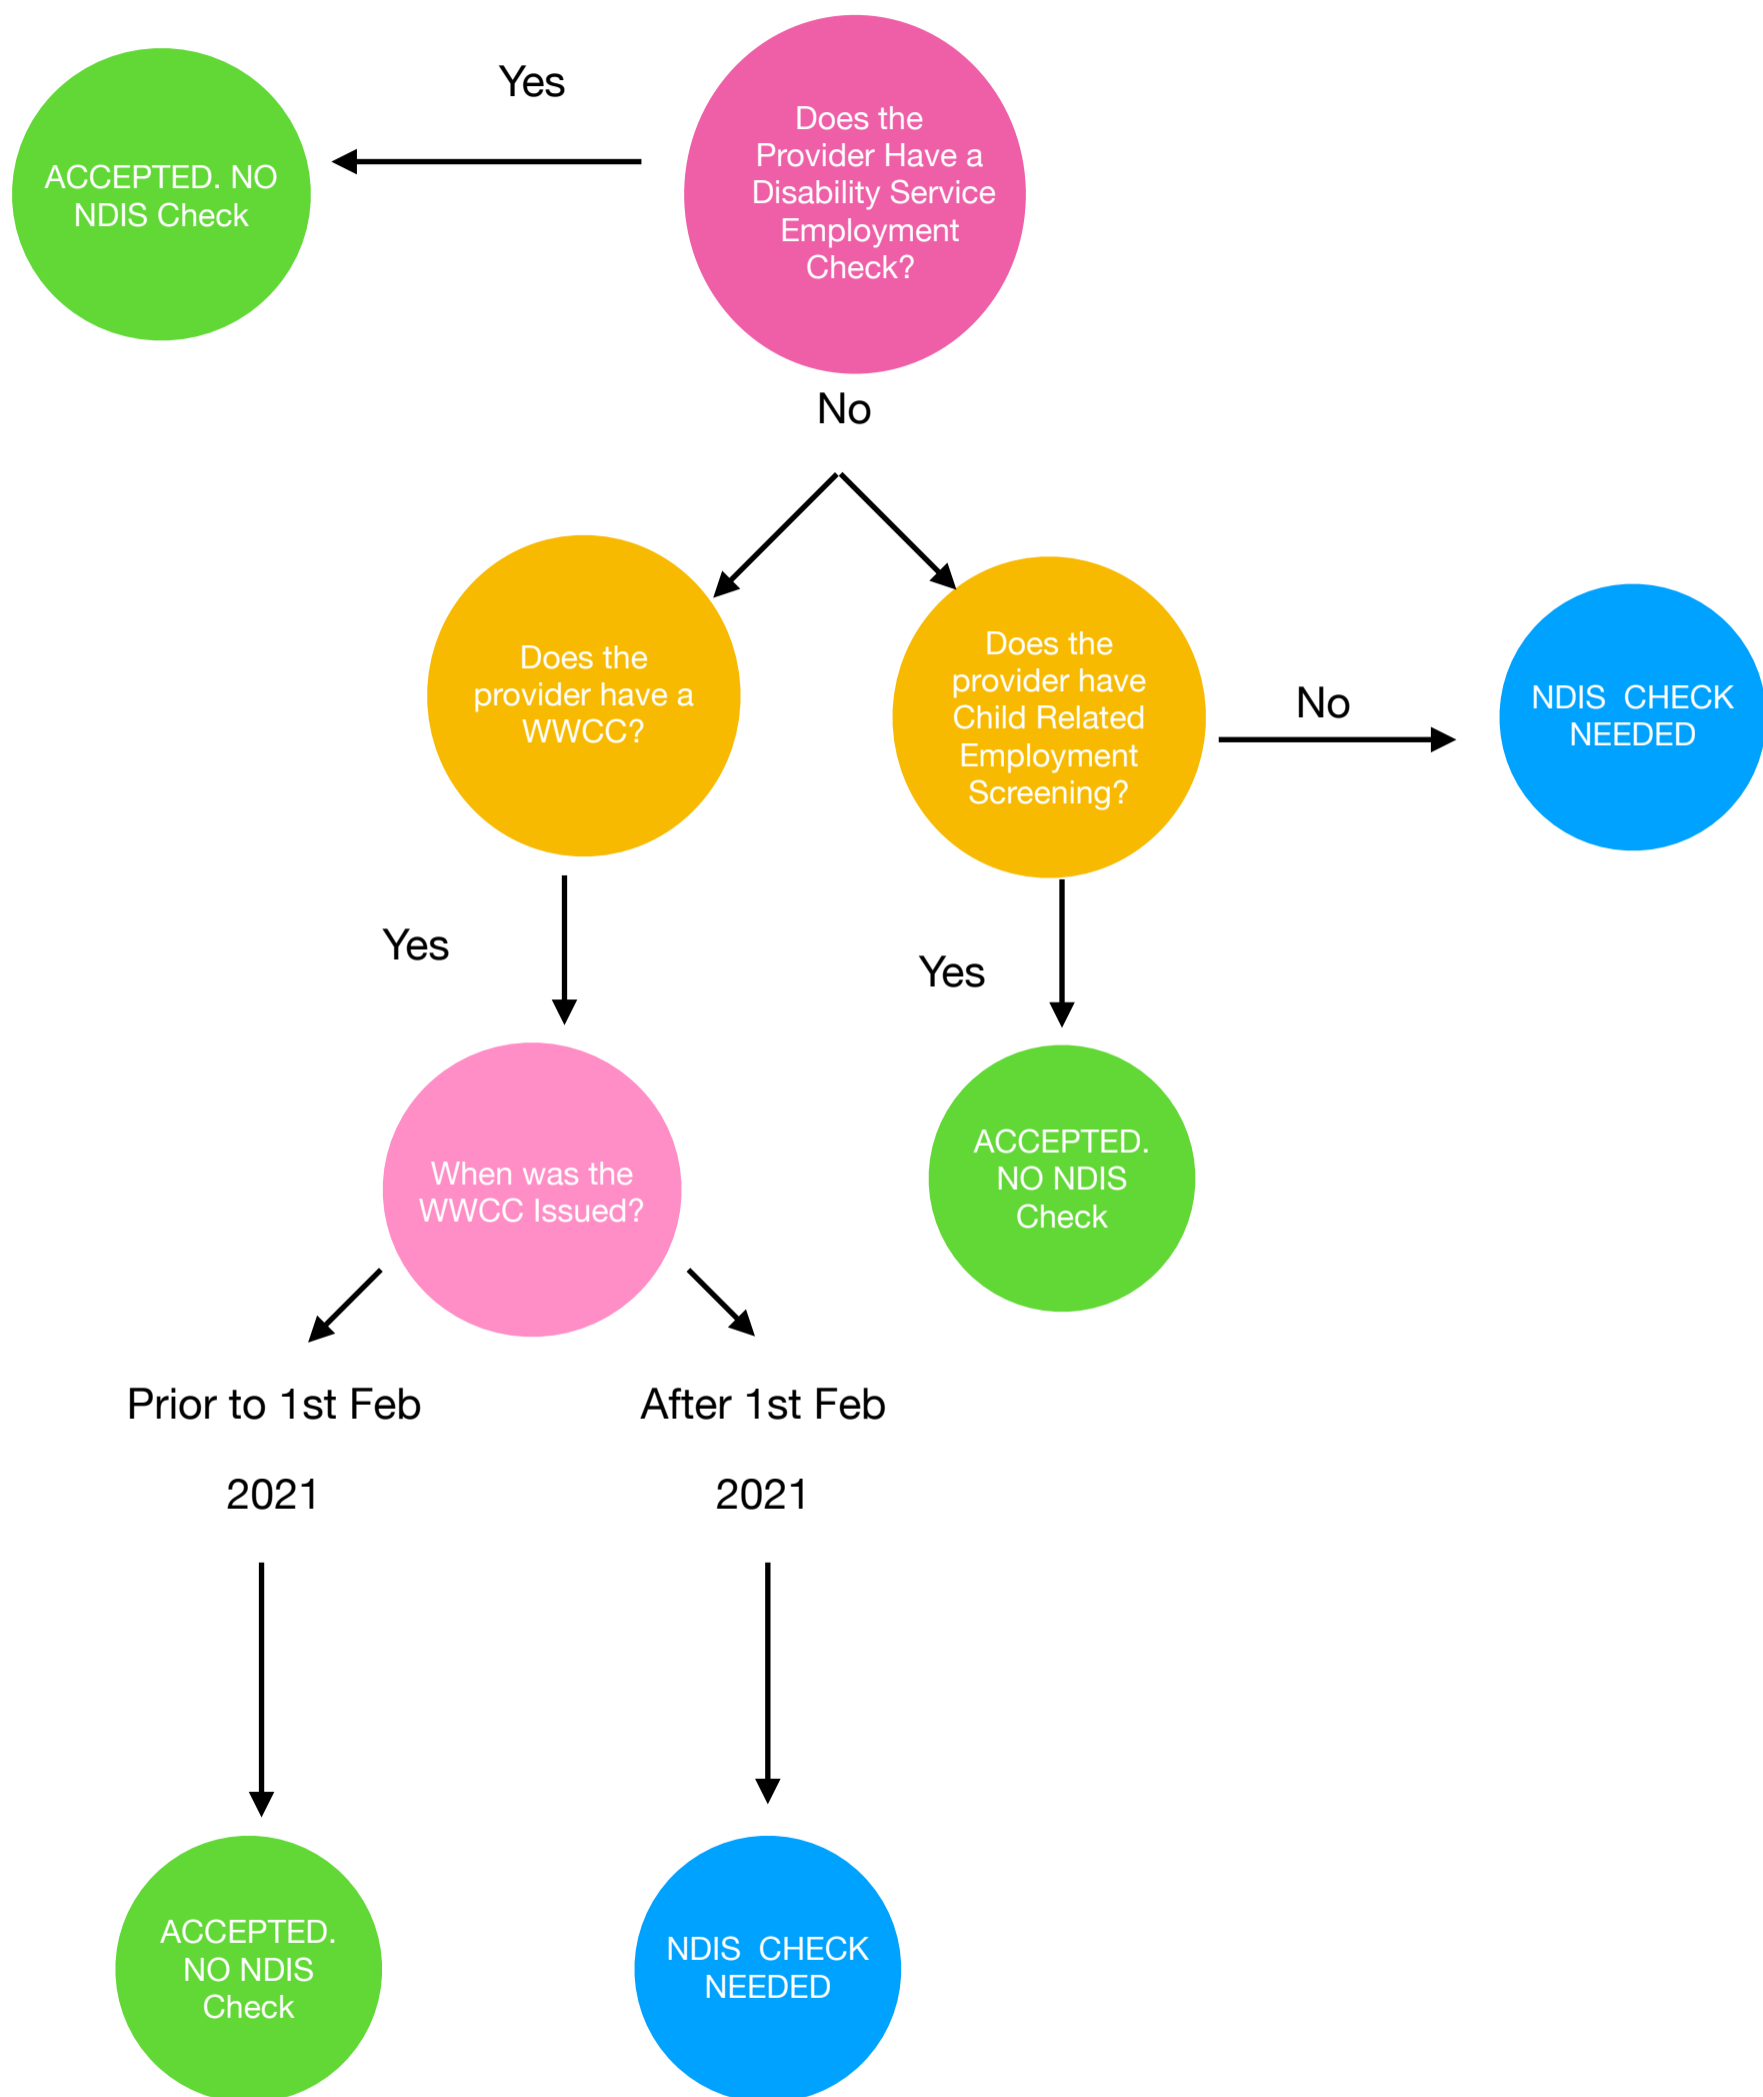 Yes
Does the
Provider Have a
Disability Service
Employment
Check?
ACCEPTED. NO
NDIS Check
No
Does the
provider have a
WWCC?
Does the
provider have
Child Related
Employment
Screening?
No
NDIS  CHECK
NEEDED
Yes
Yes
When was the
WWCC Issued?
ACCEPTED.
NO NDIS
Check
Prior to 1st Feb
2021
After 1st Feb
2021
ACCEPTED.
NO NDIS
Check
NDIS  CHECK
NEEDED